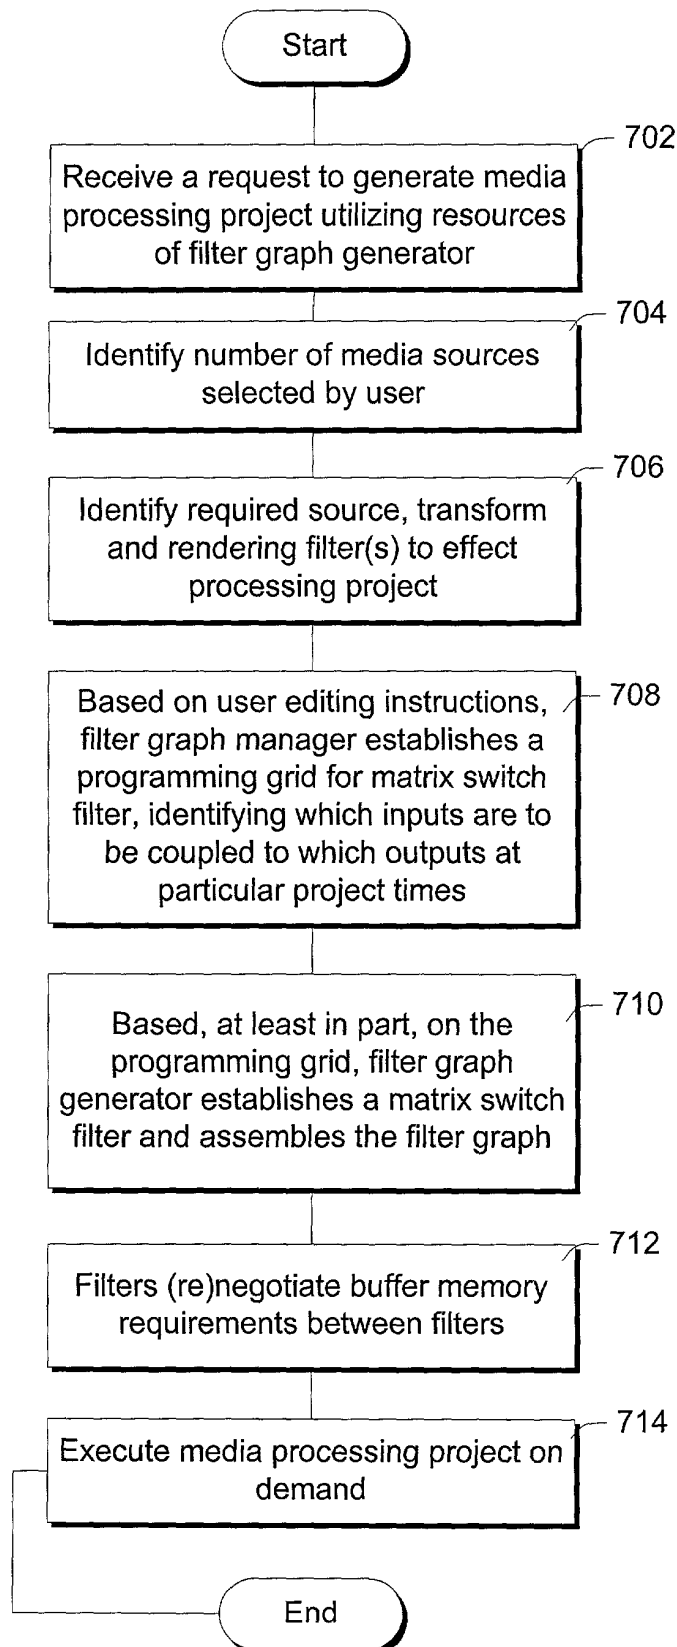 Start
702
Receive a request to generate media
processing project utilizing resources
of filter graph generator
704
Identify number of media sources
selected by user
706
Identify required source, transform
and rendering filter(s) to effect
processing project
708
Based on user editing instructions,
filter graph manager establishes a
programming grid for matrix switch
filter, identifying which inputs are to
be coupled to which outputs at
particular project times
710
Based, at least in part, on the
programming grid, filter graph
generator establishes a matrix switch
filter and assembles the filter graph
712
Filters (re)negotiate buffer memory
requirements between filters
714
Execute media processing project on
demand
End